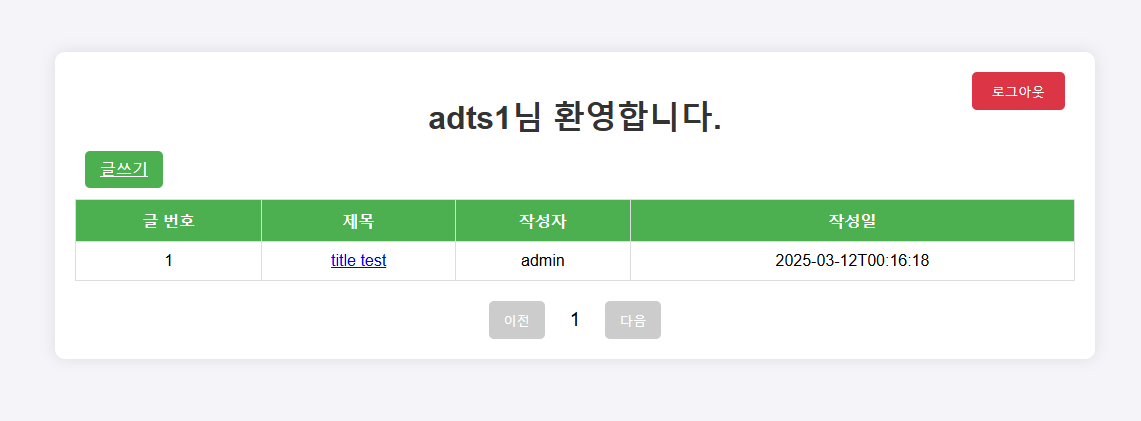 로그아웃
adts1님 환영합니다.
글쓰기
글 번호 제목 작성자 작성일
1 title test admin 2025-03-12T00:16:18
이전 1 다음